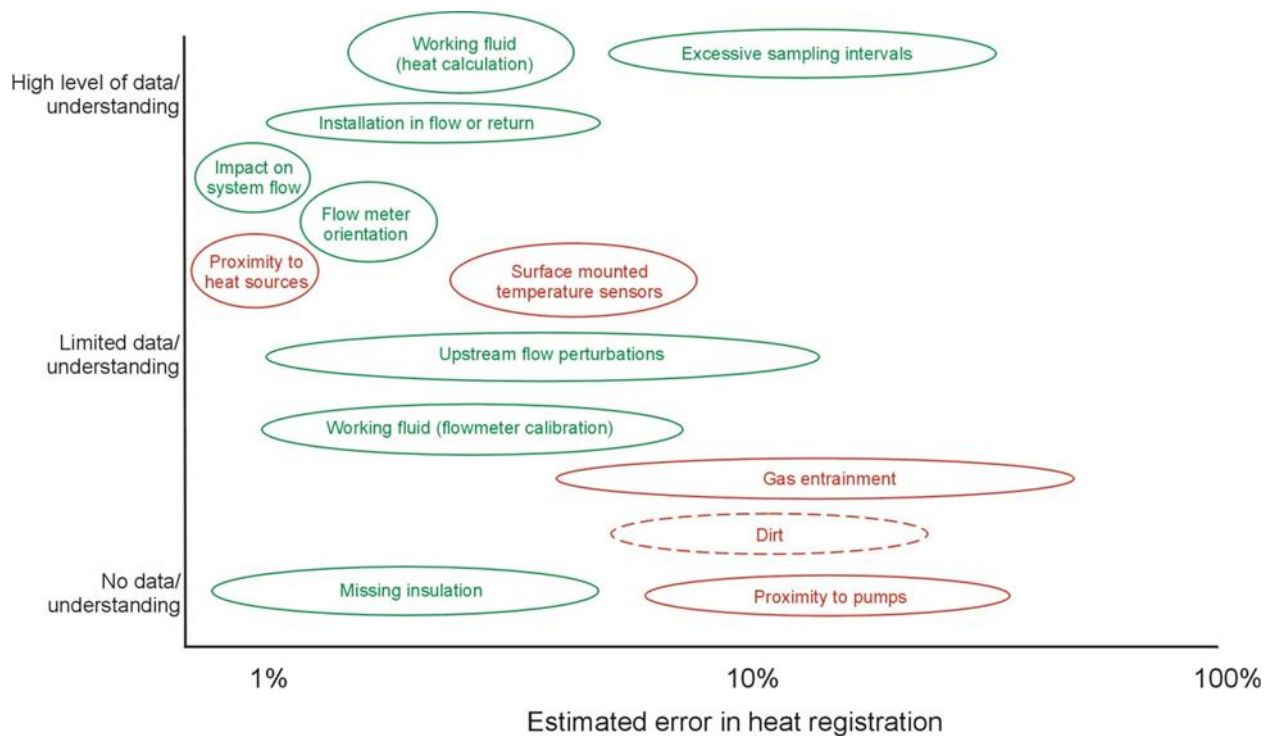 Working fluid
(heat calculation)
Excessive sampling intervals
High level of data/
understanding
Installation in flow or return
Impact on
system flow
Flow meter
orientation
Proximity to
heat sources
Surface mounted
temperature sensors
Limited data/
understanding
Upstream flow perturbations
Working fluid (flowmeter calibration)
Gas entrainment
Dirt
No data/
understanding
Missing insulation
Proximity to pumps
1%
10%
100%
Estimated error in heat registration